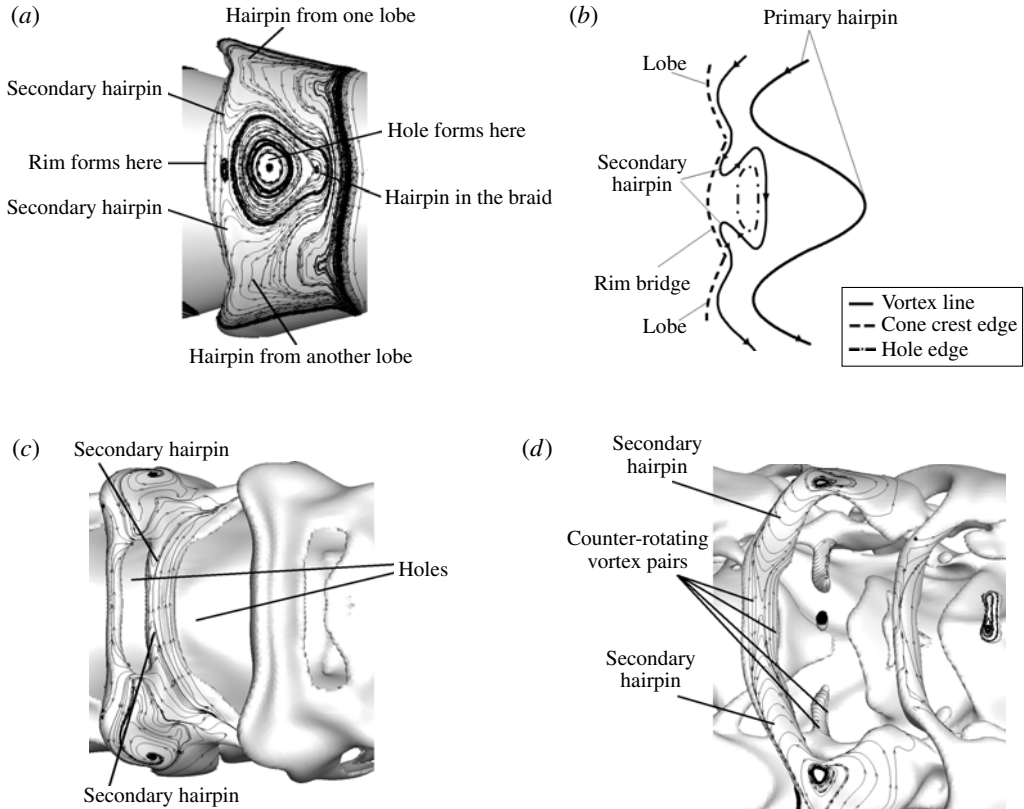 (a)
Hairpin from one lobe
Secondary hairpin
Hole forms here
Rim forms here
Hairpin in the braid
Secondary hairpin
Hairpin from another lobe
(b)
Primary hairpin
Lobe
Secondary
hairpin
Rim bridge
Lobe
Vortex line
Cone crest edge
Hole edge
(c)
Secondary hairpin
Holes
Secondary hairpin
(d)
Secondary
hairpin
Counter-rotating
vortex pairs
Secondary
hairpin